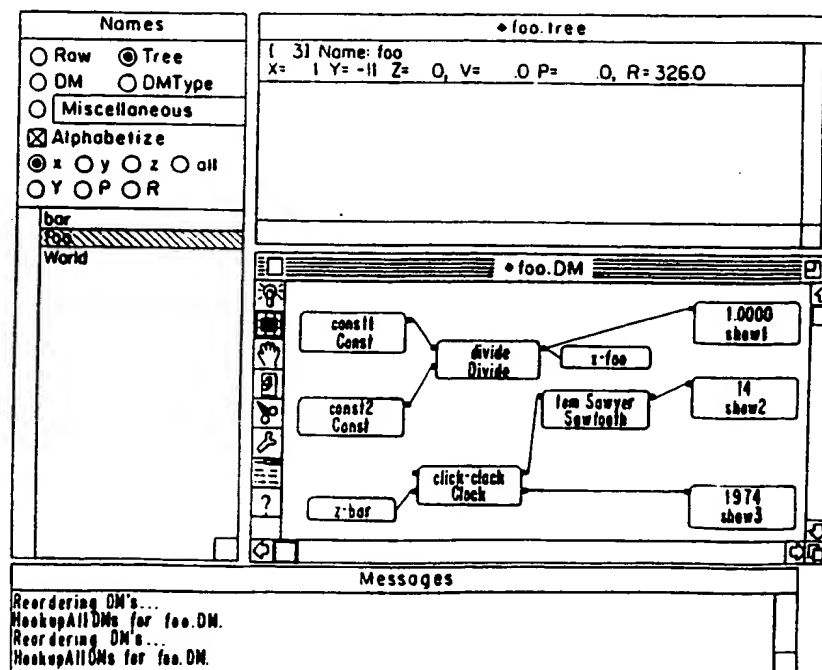 Names
Raw Tree
DM DMType
Miscellaneous
Alphabetize
x y z all
Y P R
bar
Foo
World
foo.tree
[ 3] Name: foo
X= 1 Y= -11 Z= 0, V= .0 P= .0, R= 326.0
foo.DM
const1
Const
divide
Divide
x-foo
1.0000
show1
const2
Const
tom Sawyer
Sawtooth
14
show2
click-clack
Clock
z-bar
1974
show3
?
Messages
Reordering DM's...
HookupAllDMs for foo.DM.
Reordering DM's...
HookupAllDMs for foo.DM.